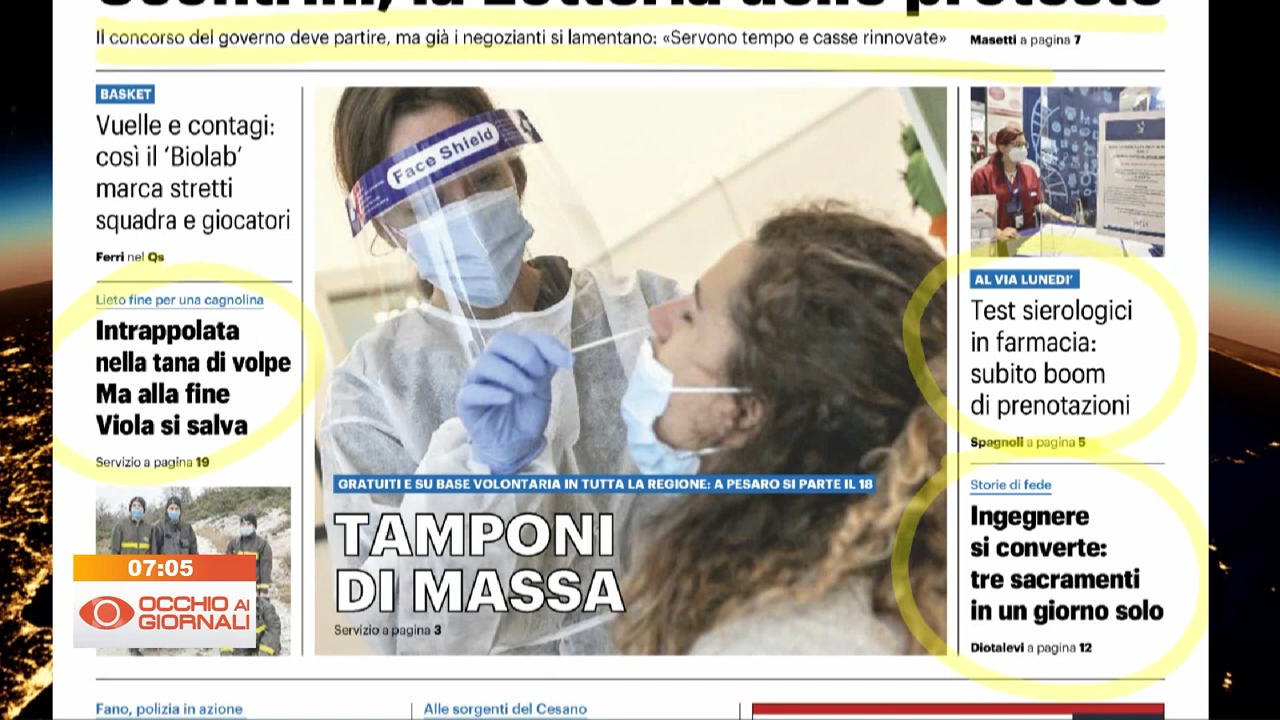 Scontrini, la Lotteria delle proteste
Il concorso del governo deve partire, ma già i negozianti si lamentano: «Servono tempo e casse rinnovate»
Masetti a pagina 7
BASKET
Vuelle e contagi:
così il ‘Biolab’
marca stretti
squadra e giocatori
Ferri nel Qs
Lieto fine per una cagnolina
Intrappolata
nella tana di volpe
Ma alla fine
Viola si salva
Servizio a pagina 19
07:05
OCCHIO AI
GIORNALI
Face Shield
GRATUITI E SU BASE VOLONTARIA IN TUTTA LA REGIONE: A PESARO SI PARTE IL 18
TAMPONI
DI MASSA
Servizio a pagina 3
AL VIA LUNEDI’
Test sierologici
in farmacia:
subito boom
di prenotazioni
Spagnoli a pagina 5
Storie di fede
Ingegnere
si converte:
tre sacramenti
in un giorno solo
Diotalevi a pagina 12
Fano, polizia in azione
Alle sorgenti del Cesano